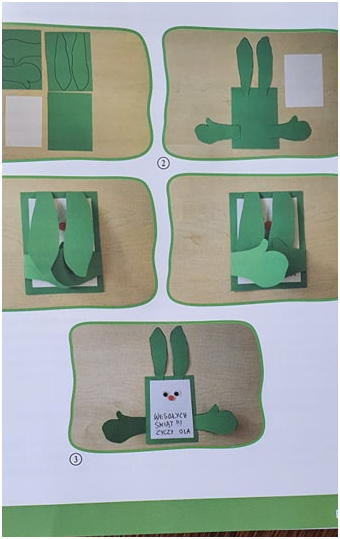 2
3
WESOŁYCH
ŚWIĄT !!!
ŻYCZY OLA